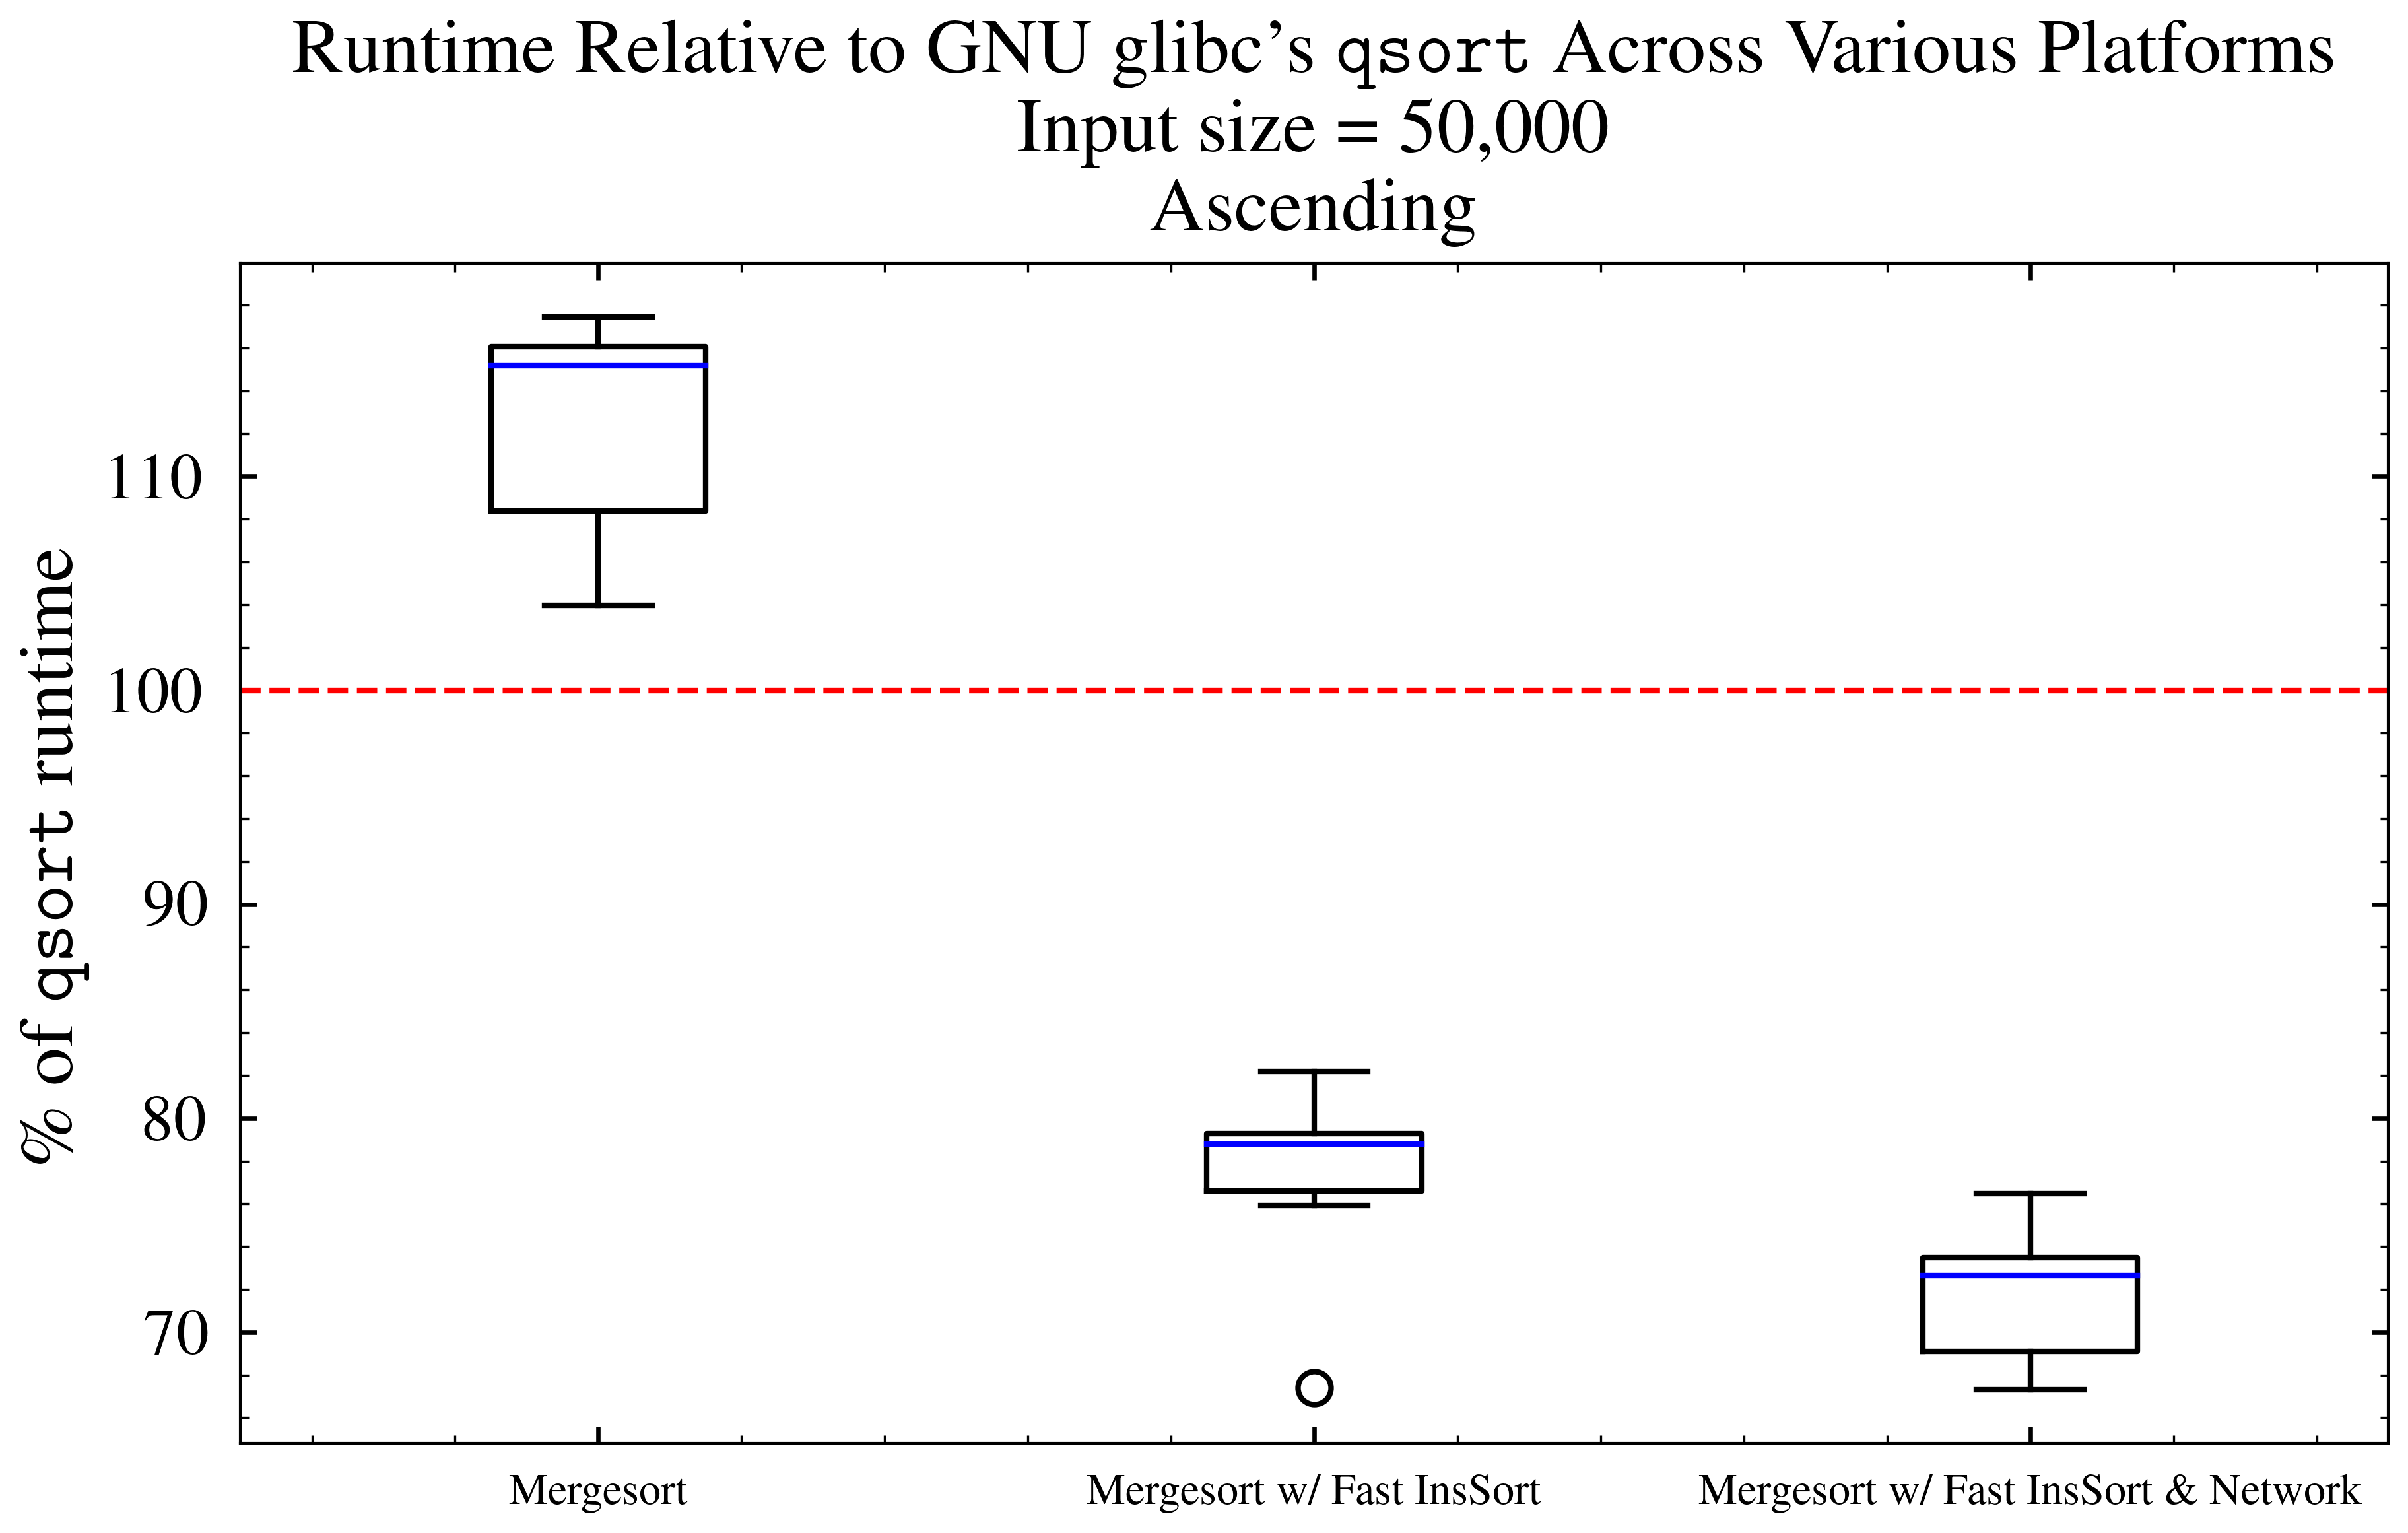 Runtime Relative to GNU glibc’s qsort Across Various Platforms
Input size = 50,000
Ascending
% of qsort runtime
110
100
90
80
70
Mergesort
Mergesort w/ Fast InsSort
Mergesort w/ Fast InsSort & Network